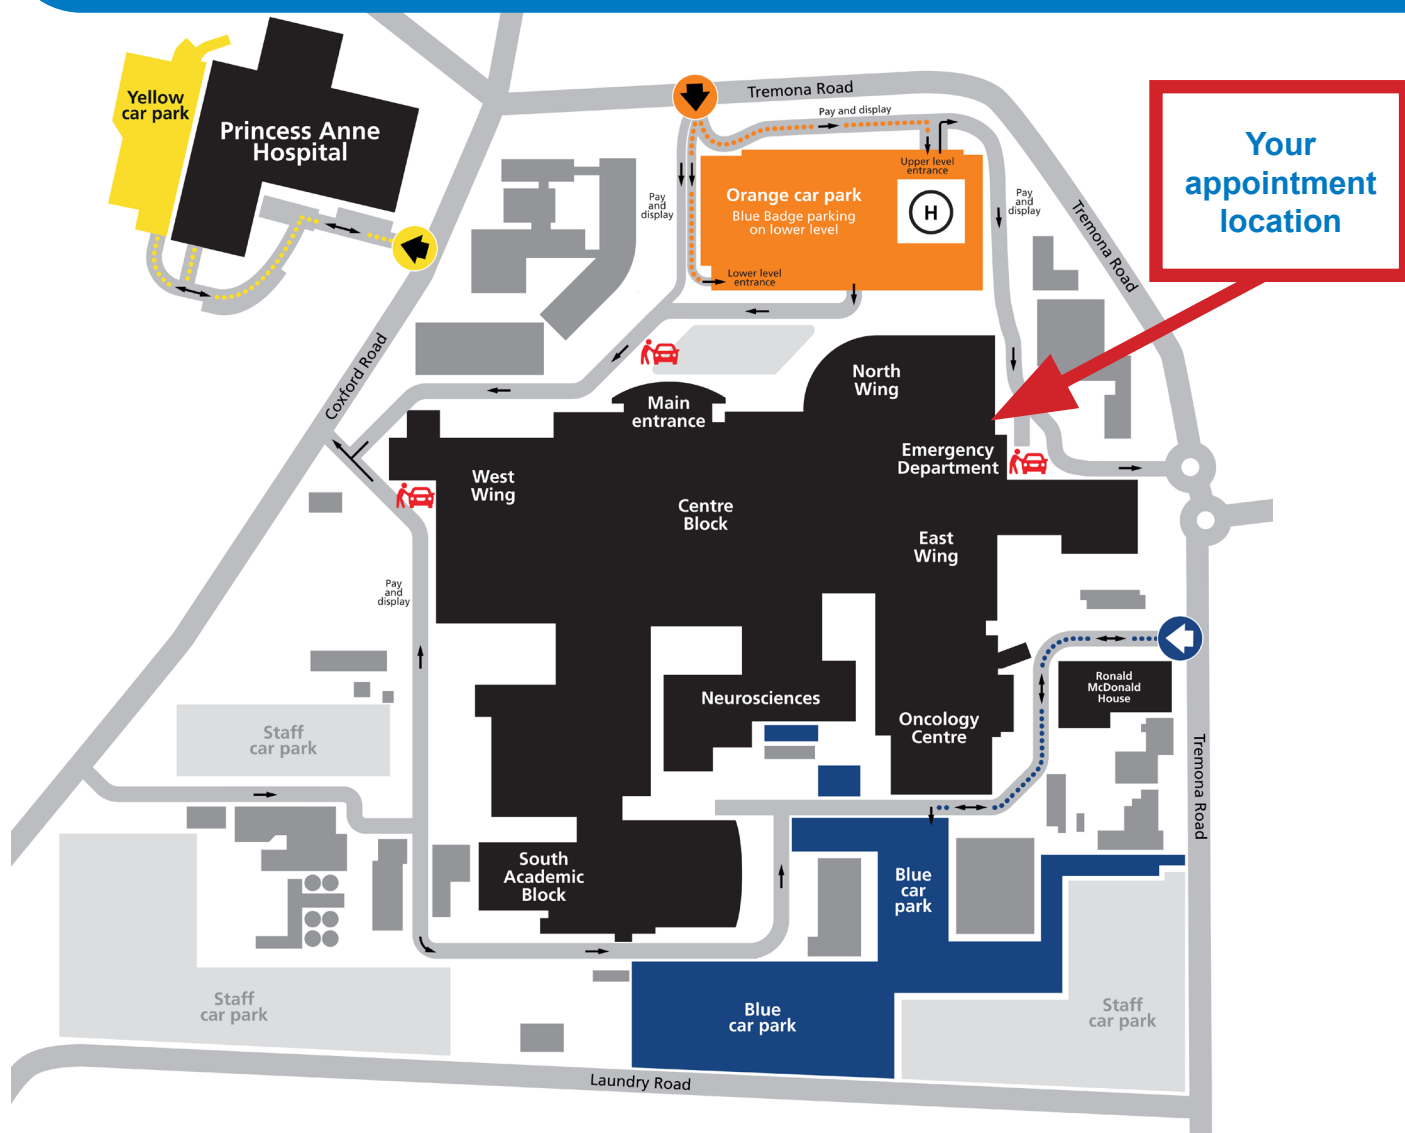 Tremona Road
Pay and display
Yellow
car park
Princess Anne
Hospital
Upper level
entrance
Orange car park
Blue Badge parking
on lower level
H
Pay
and
display
Pay
and
display
Tremona Road
Your
appointment
location
Lower level
entrance
Coxford Road
North
Wing
Main
entrance
Emergency
Department
West
Wing
Centre
Block
East
Wing
Pay
and
display
Ronald
McDonald
House
Neurosciences
Oncology
Centre
Staff
car park
Tremona Road
South
Academic
Block
Blue
car
park
Staff
car park
Blue
car park
Staff
car park
Laundry Road